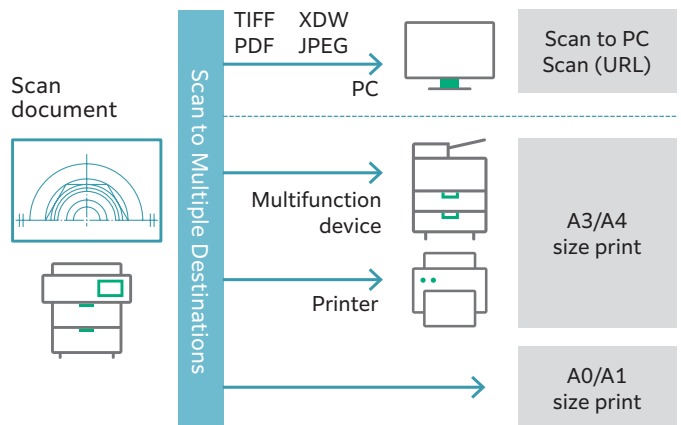 Scan
document
Scan to Multiple Destinations
TIFF XDW
PDF JPEG
PC
Scan to PC
Scan (URL)
Multifunction
device
Printer
A3/A4
size print
A0/A1
size print